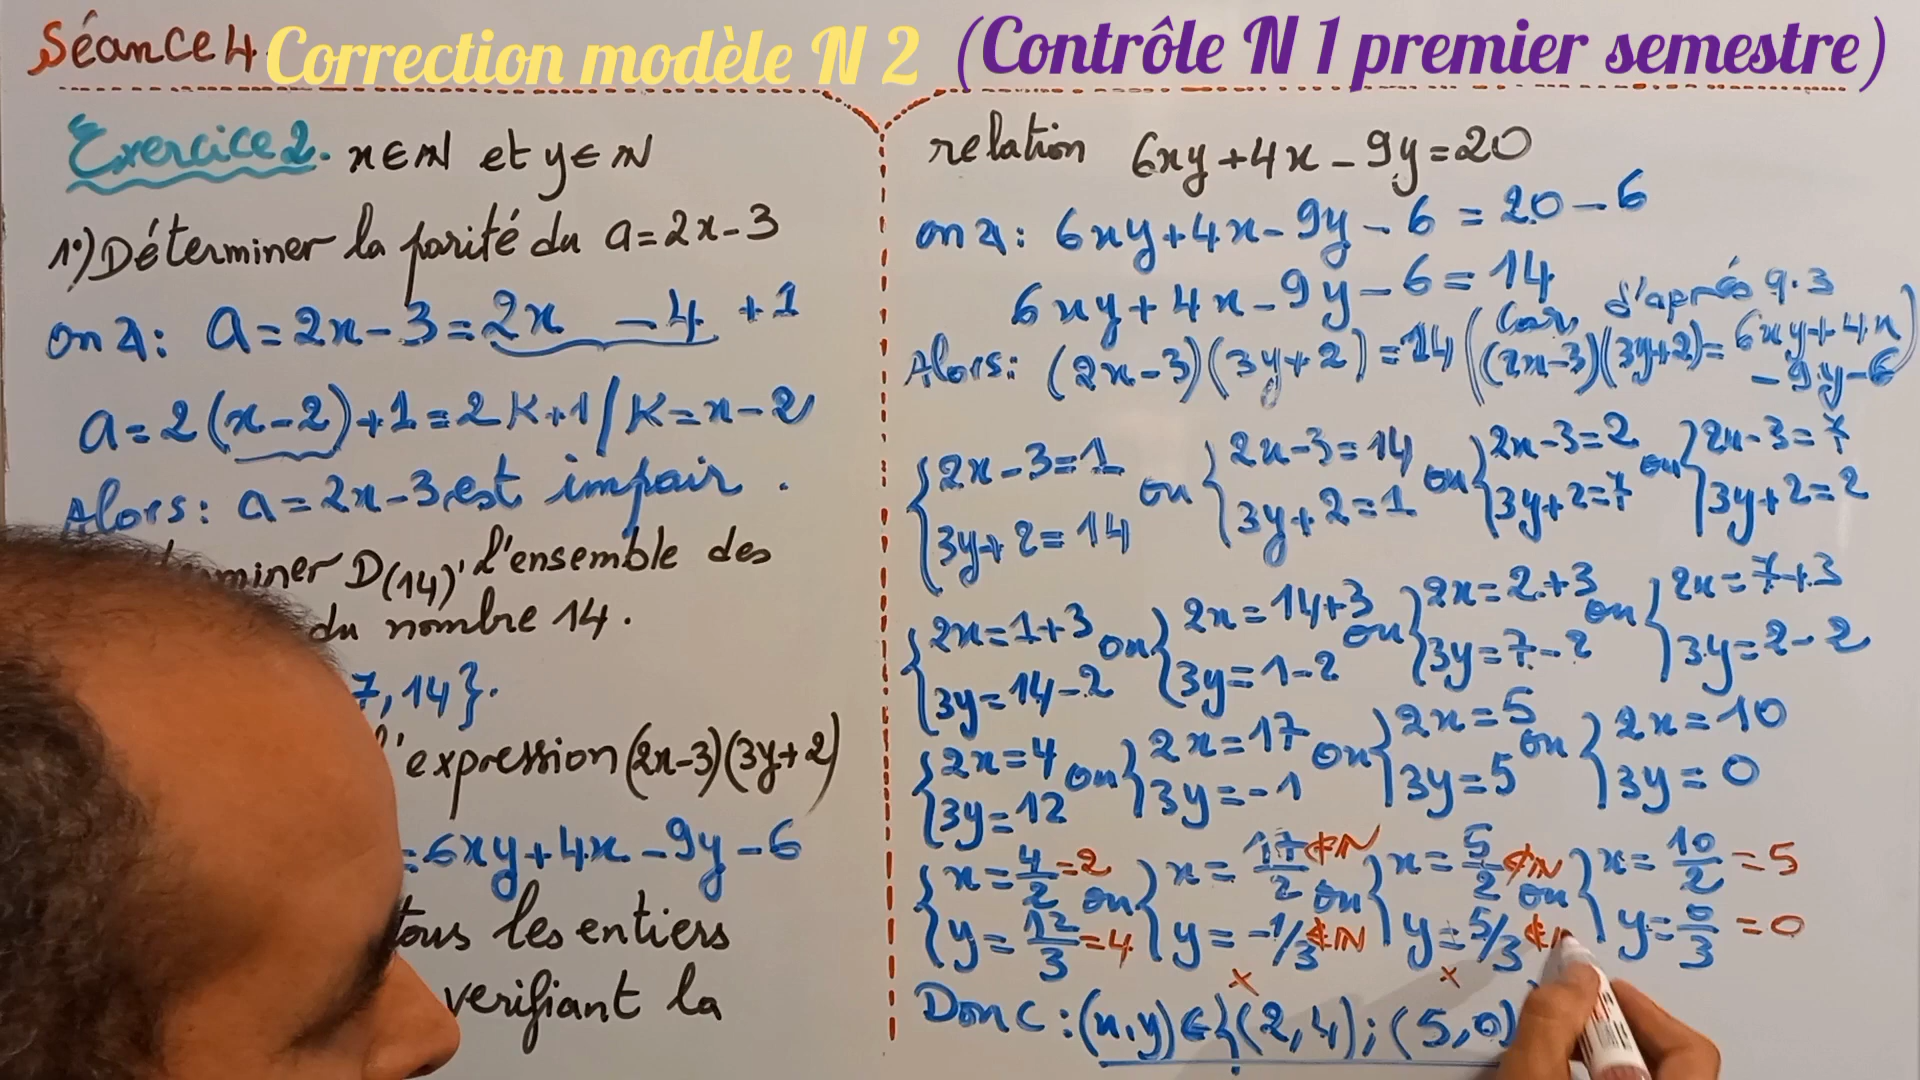 Séance 4 Correction modèle N 2 (Contrôle N 1 premier semestre)
Exercice 2. x∈ℕ et y∈ℕ
1°) Déterminer la parité du a=2x-3
on a: a=2x-3=2x-4+1
a=2(x-2)+1=2K+1/K=x-2
Alors: a=2x-3 est impair.
miner D(14) l'ensemble des
du nombre 14.
7,14}.
l'expression (2x-3)(3y+2)
=6xy+4x-9y-6
tous les entiers
verifiant la
relation 6xy+4x-9y=20
on a: 6xy+4x-9y-6=20-6
6xy+4x-9y-6=14
Alors: (2x-3)(3y+2)=14 (car d'après q.3
(2x-3)(3y+2)=6xy+4x
-9y-6)
{2x-3=1 ou {2x-3=14 ou {2x-3=2 ou {2x-3=7
3y+2=14 3y+2=1 3y+2=7 3y+2=2
{2x=1+3 ou {2x=14+3 ou {2x=2+3 ou {2x=7+3
3y=14-2 3y=1-2 3y=7-2 3y=2-2
{2x=4 ou {2x=17 ou {2x=5 ou {2x=10
3y=12 3y=-1 3y=5 3y=0
{x=4/2=2 ou {x=17/2∉ℕ ou {x=5/2∉ℕ ou {x=10/2=5
y=12/3=4 y=-1/3∉ℕ y=5/3∉ℕ y=0/3=0
x x
Donc: (x,y)∈{(2,4);(5,0)